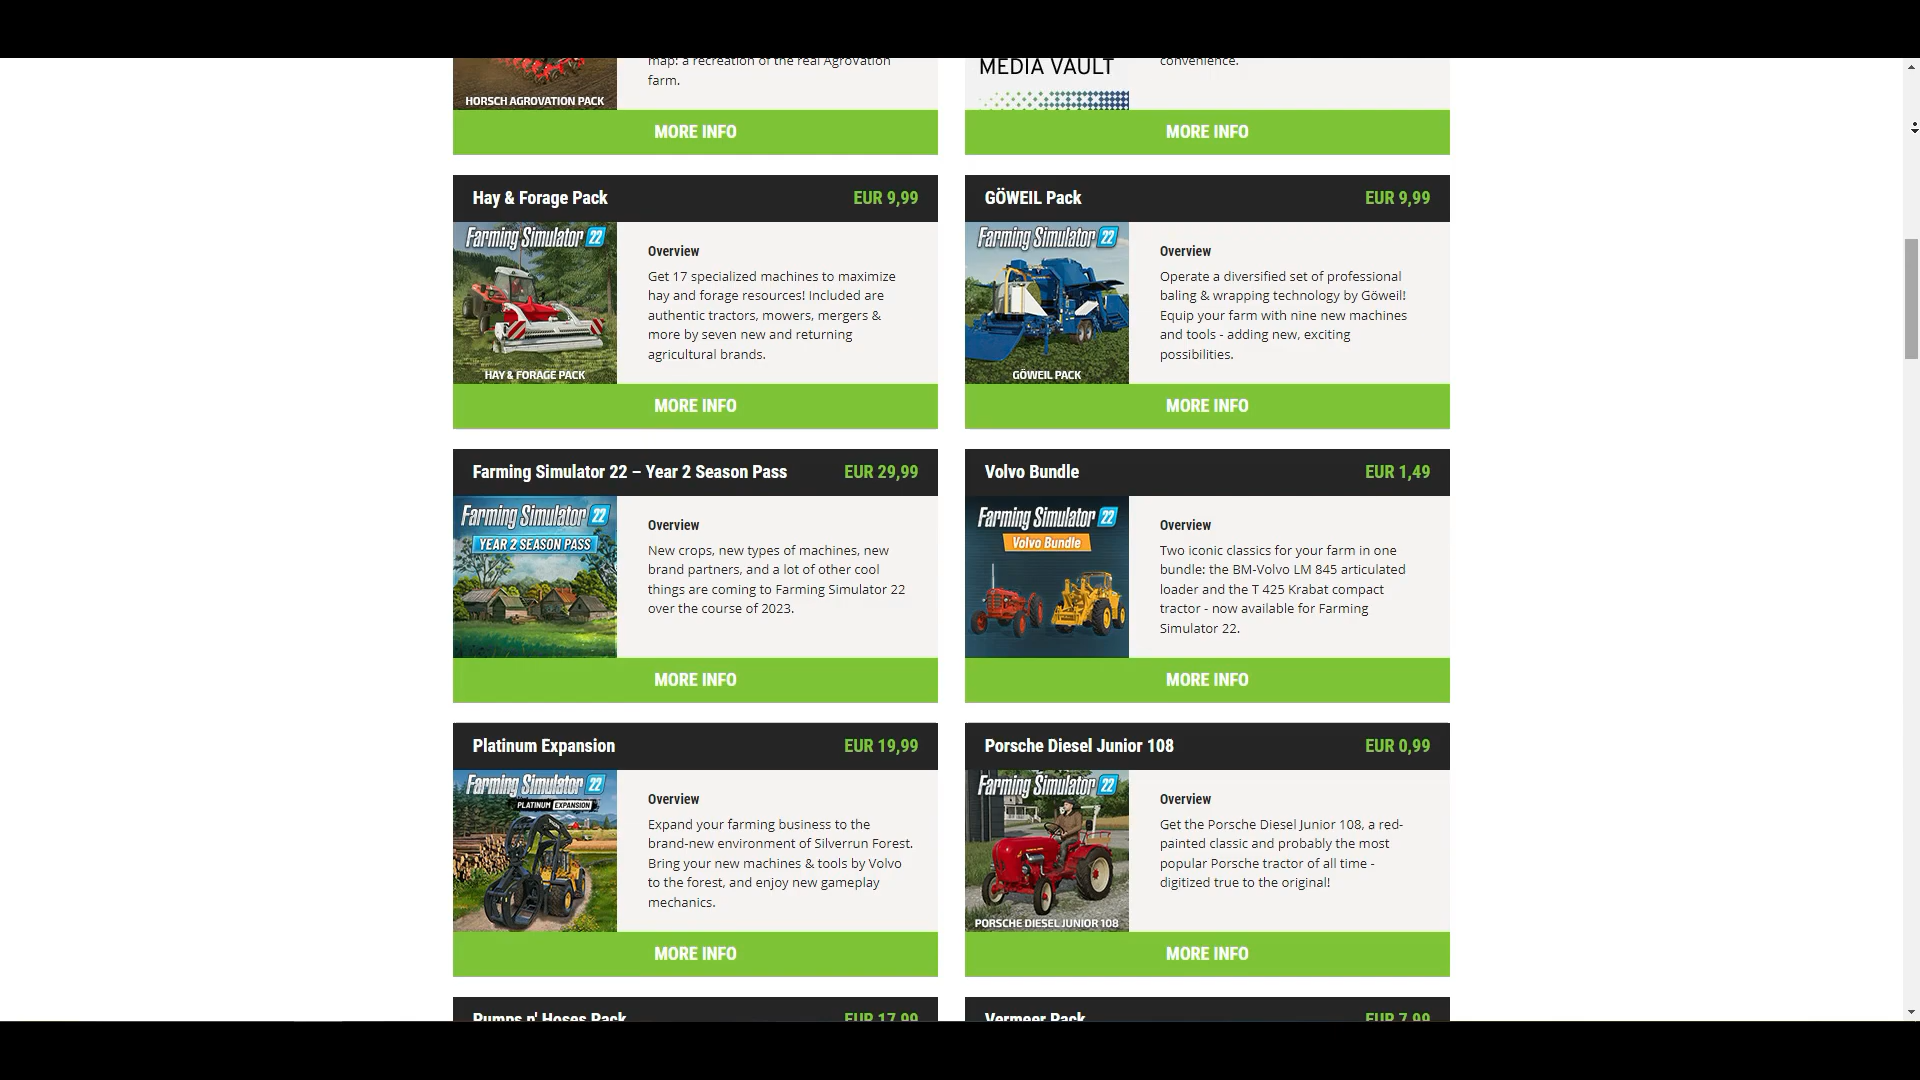 map: a recreation of the real AgroVation
farm.
HORSCH AGROVATION PACK
MORE INFO
MEDIA VAULT
convenience.
MORE INFO
Hay & Forage Pack
EUR 9,99
Farming Simulator 22
HAY & FORAGE PACK
Overview
Get 17 specialized machines to maximize
hay and forage resources! Included are
authentic tractors, mowers, mergers &
more by seven new and returning
agricultural brands.
MORE INFO
GÖWEIL Pack
EUR 9,99
Farming Simulator 22
GÖWEIL PACK
Overview
Operate a diversified set of professional
baling & wrapping technology by Göweil!
Equip your farm with nine new machines
and tools - adding new, exciting
possibilities.
MORE INFO
Farming Simulator 22 – Year 2 Season Pass
EUR 29,99
Farming Simulator 22
YEAR 2 SEASON PASS
Overview
New crops, new types of machines, new
brand partners, and a lot of other cool
things are coming to Farming Simulator 22
over the course of 2023.
MORE INFO
Volvo Bundle
EUR 1,49
Farming Simulator 22
Volvo Bundle
Overview
Two iconic classics for your farm in one
bundle: the BM-Volvo LM 845 articulated
loader and the T 425 Krabat compact
tractor - now available for Farming
Simulator 22.
MORE INFO
Platinum Expansion
EUR 19,99
Farming Simulator 22
PLATINUM EXPANSION
Overview
Expand your farming business to the
brand-new environment of Silverrun Forest.
Bring your new machines & tools by Volvo
to the forest, and enjoy new gameplay
mechanics.
MORE INFO
Porsche Diesel Junior 108
EUR 0,99
Farming Simulator 22
PORSCHE DIESEL JUNIOR 108
Overview
Get the Porsche Diesel Junior 108, a red-
painted classic and probably the most
popular Porsche tractor of all time -
digitized true to the original!
MORE INFO
Pumps n' Hoses Pack
EUR 17,99
Vermeer Pack
EUR 7,99